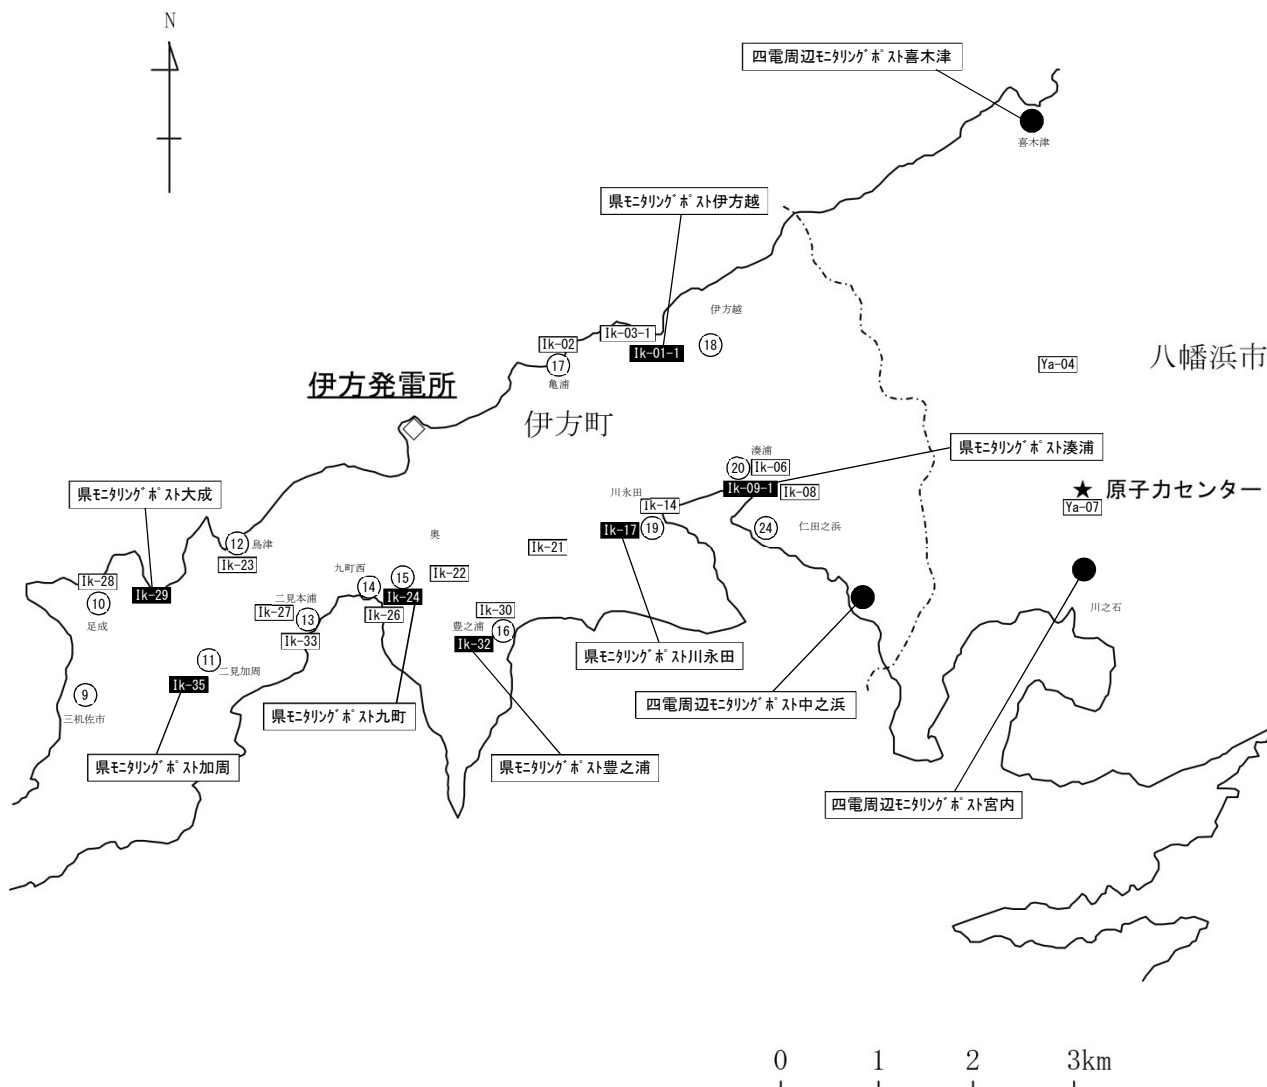 N
四電周辺ﾓﾆﾀﾘﾝｸﾞﾎﾟｽﾄ喜木津
喜木津
県ﾓﾆﾀﾘﾝｸﾞﾎﾟｽﾄ伊方越
伊方越
Ik-03-1
Ik-02
Ik-01-1
18
17
亀浦
Ya-04
八幡浜市
伊方発電所
伊方町
県ﾓﾆﾀﾘﾝｸﾞﾎﾟｽﾄ湊浦
湊浦
20
Ik-06
Ik-09-1
Ik-08
原子力センター
Ya-07
県ﾓﾆﾀﾘﾝｸﾞﾎﾟｽﾄ大成
川永田
Ik-14
Ik-17
19
24
仁田之浜
奥
12
鳥津
Ik-23
Ik-21
九町西
15
Ik-22
Ik-28
14
Ik-29
Ik-24
10
二見本浦
Ik-27
13
Ik-26
Ik-30
川之石
足成
豊之浦
16
Ik-33
Ik-32
11
二見加周
県ﾓﾆﾀﾘﾝｸﾞﾎﾟｽﾄ川永田
Ik-35
9
三机佐市
四電周辺ﾓﾆﾀﾘﾝｸﾞﾎﾟｽﾄ中之浜
県ﾓﾆﾀﾘﾝｸﾞﾎﾟｽﾄ九町
県ﾓﾆﾀﾘﾝｸﾞﾎﾟｽﾄ加周
県ﾓﾆﾀﾘﾝｸﾞﾎﾟｽﾄ豊之浦
四電周辺ﾓﾆﾀﾘﾝｸﾞﾎﾟｽﾄ宮内
0 1 2 3km